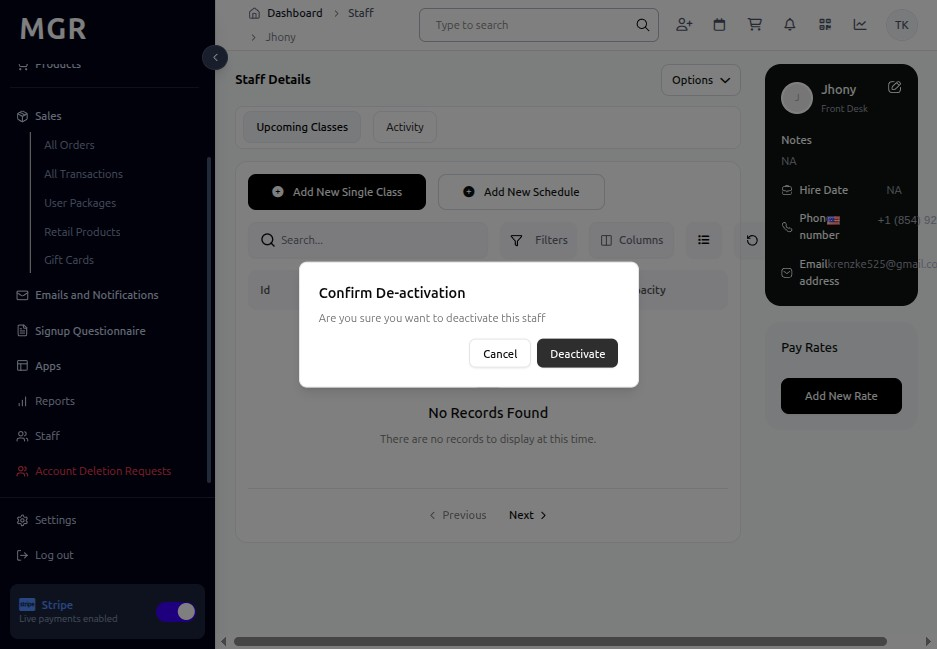 MGR
Products
Sales
All Orders
All Transactions
User Packages
Retail Products
Gift Cards
Emails and Notifications
Signup Questionnaire
Apps
Reports
Staff
Account Deletion Requests
Settings
Log out
Stripe
Live payments enabled
Dashboard > Staff
> Jhony
Type to search
TK
Staff Details
Options
Upcoming Classes Activity
Add New Single Class Add New Schedule
Search... Filters Columns
Id
Confirm De-activation
Are you sure you want to deactivate this staff
Cancel Deactivate
No Records Found
There are no records to display at this time.
Previous Next
J
Jhony
Front Desk
Notes
NA
Hire Date NA
Phon +1 (854) 92
number
Email krenzke525@gmail.co
address
Pay Rates
Add New Rate